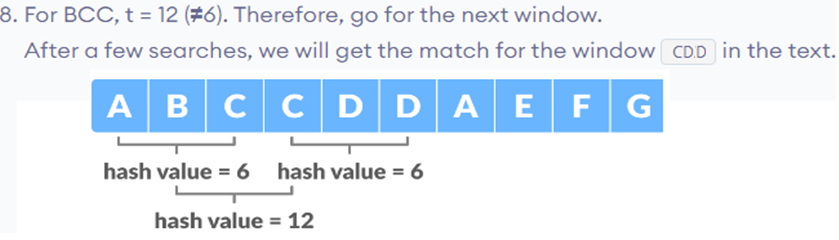 8. For BCC, t = 12 (≠6). Therefore, go for the next window.
After a few searches, we will get the match for the window CDD in the text.
A B C C D D A E F G
hash value = 6 hash value = 6
hash value = 12